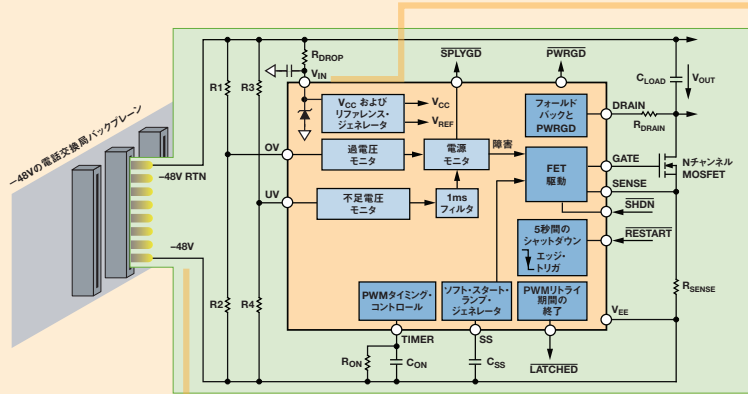 −48Vの電話交換局バックプレーン
−48V RTN
−48V
R1
R3
R2
R4
RDROP
VIN
SPLYGD
PWRGD
CLOAD
VOUT
VCC および
リファレンス・
ジェネレータ
VCC
VREF
フォールド
バックと
PWRGD
DRAIN
RDRAIN
OV
過電圧
モニタ
電源
モニタ
障害
FET
駆動
GATE
Nチャンネル
MOSFET
SENSE
UV
不足電圧
モニタ
1ms
フィルタ
SHDN
5秒間の
シャットダウン
エッジ・
トリガ
RESTART
RSENSE
PWMタイミング・
コントロール
ソフト・スタート・
ランプ・
ジェネレータ
PWMリトライ
期間の
終了
VEE
TIMER
SS
LATCHED
RON
CON
CSS